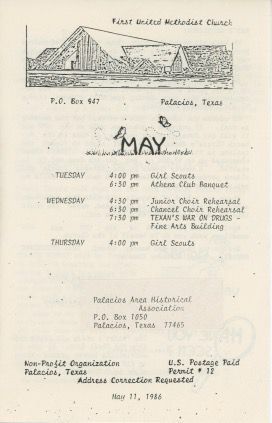 First United Methodist Church
P.O. Box 947 Palacios, Texas
MAY
TUESDAY 4:00 pm Girl Scouts
6:30 pm Athena Club Banquet
WEDNESDAY 4:30 pm Junior Choir Rehearsal
6:30 pm Chancel Choir Rehearsal
7:30 pm TEXAN'S WAR ON DRUGS -
Fine Arts Building
THURSDAY 4:00 pm Girl Scouts
Palacios Area Historical
Association
P.O. Box 1050
Palacios, Texas 77465
Non-Profit Organization U.S. Postage Paid
Palacios, Texas Permit # 12
Address Correction Requested
May 11, 1986